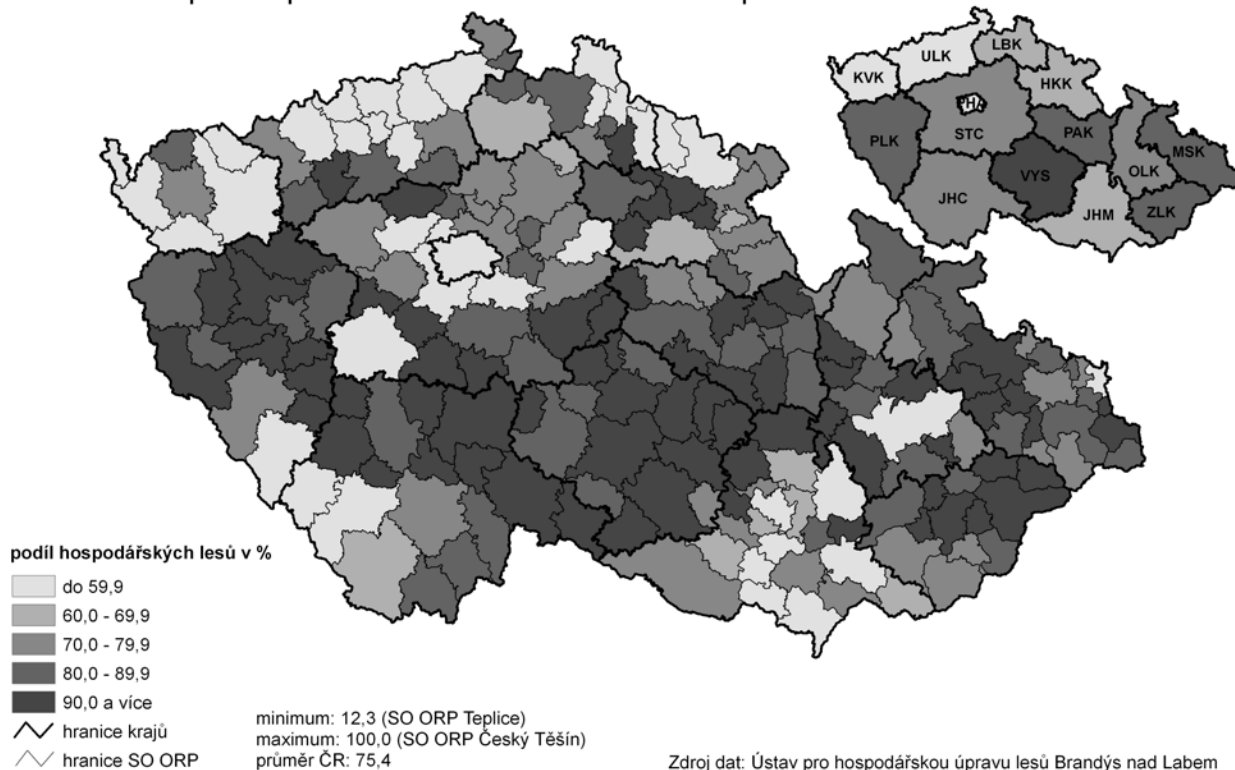 ULK
LBK
KVK
HKK
PHA
STC
PLK
PAK
MSK
OLK
VYS
JHC
JHM
ZLK
podíl hospodářských lesů v %
do 59,9
60,0 - 69,9
70,0 - 79,9
80,0 - 89,9
90,0 a více
hranice krajů
hranice SO ORP
minimum: 12,3 (SO ORP Teplice)
maximum: 100,0 (SO ORP Český Těšín)
průměr ČR: 75,4
Zdroj dat: Ústav pro hospodářskou úpravu lesů Brandýs nad Labem